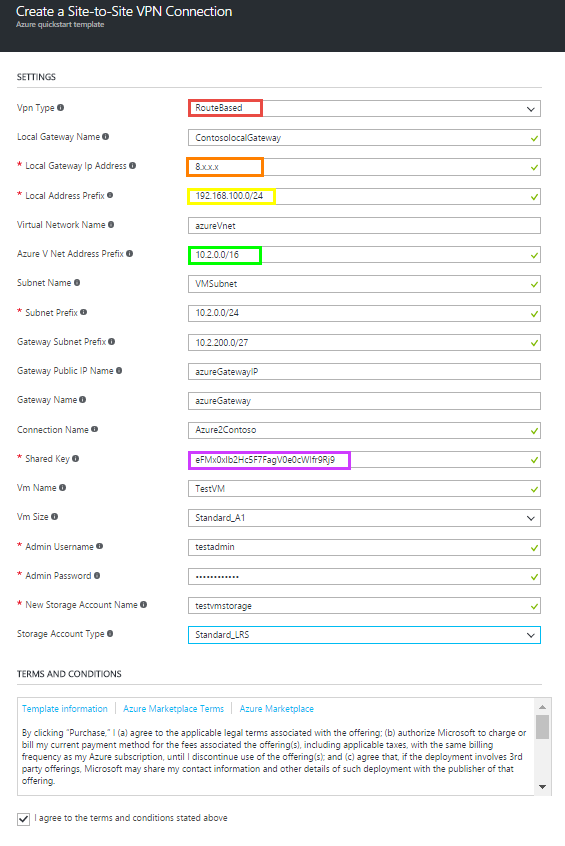 Create a Site-to-Site VPN Connection
Azure quickstart template
SETTINGS
Vpn Type
RouteBased
Local Gateway Name
ContosolocalGateway
* Local Gateway Ip Address
8.x.x.x
* Local Address Prefix
192.168.100.0/24
Virtual Network Name
azureVnet
Azure V Net Address Prefix
10.2.0.0/16
Subnet Name
VMSubnet
* Subnet Prefix
10.2.0.0/24
Gateway Subnet Prefix
10.2.200.0/27
Gateway Public IP Name
azureGatewayIP
Gateway Name
azureGateway
Connection Name
Azure2Contoso
* Shared Key
Vm Name
TestVM
Vm Size
Standard_A1
* Admin Username
testadmin
* Admin Password
••••••••••••
* New Storage Account Name
testvmstorage
Storage Account Type
Standard_LRS
TERMS AND CONDITIONS
Template information | Azure Marketplace Terms | Azure Marketplace
By clicking "Purchase," I (a) agree to the applicable legal terms associated with the offering; (b) authorize Microsoft to charge or
bill my current payment method for the fees associated the offering(s), including applicable taxes, with the same billing
frequency as my Azure subscription, until I discontinue use of the offering(s); and (c) agree that, if the deployment involves 3rd
party offerings, Microsoft may share my contact information and other details of such deployment with the publisher of that
offering.
I agree to the terms and conditions stated above